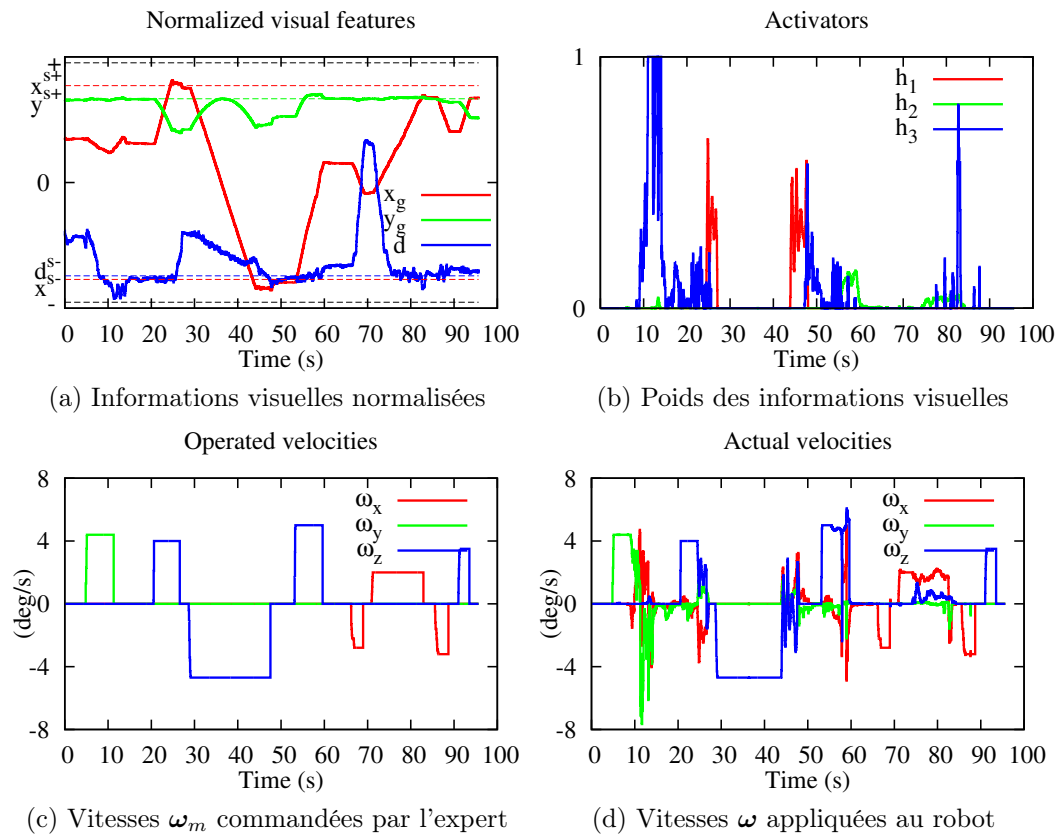 Normalized visual features
+
x^{s+}
y^{s+}
0
d^{s-}
x^{s-}
-
x_g
y_g
d
0 10 20 30 40 50 60 70 80 90 100
Time (s)
(a) Informations visuelles normalisées
Activators
1
0
h_1
h_2
h_3
0 10 20 30 40 50 60 70 80 90 100
Time (s)
(b) Poids des informations visuelles
Operated velocities
8
4
0
-4
-8
((deg/s)
ω_x
ω_y
ω_z
0 10 20 30 40 50 60 70 80 90 100
Time (s)
(c) Vitesses ω_m commandées par l'expert
Actual velocities
8
4
0
-4
-8
((deg/s)
ω_x
ω_y
ω_z
0 10 20 30 40 50 60 70 80 90 100
Time (s)
(d) Vitesses ω appliquées au robot